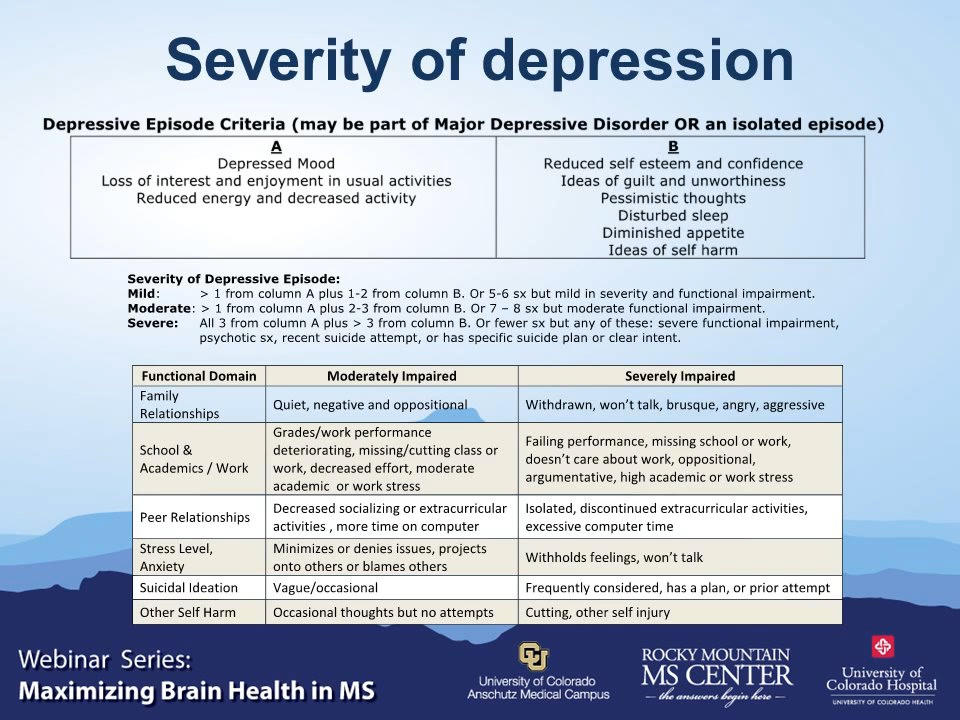 Severity of depression
Depressive Episode Criteria (may be part of Major Depressive Disorder OR an isolated episode)
A
Depressed Mood
Loss of interest and enjoyment in usual activities
Reduced energy and decreased activity
B
Reduced self esteem and confidence
Ideas of guilt and unworthiness
Pessimistic thoughts
Disturbed sleep
Diminished appetite
Ideas of self harm
Severity of Depressive Episode:
Mild: > 1 from column A plus 1-2 from column B. Or 5-6 sx but mild in severity and functional impairment.
Moderate: > 1 from column A plus 2-3 from column B. Or 7 – 8 sx but moderate functional impairment.
Severe: All 3 from column A plus > 3 from column B. Or fewer sx but any of these: severe functional impairment,
psychotic sx, recent suicide attempt, or has specific suicide plan or clear intent.
Functional Domain Moderately Impaired Severely Impaired
Family
Relationships
Quiet, negative and oppositional
Withdrawn, won’t talk, brusque, angry, aggressive
School &
Academics / Work
Grades/work performance
deteriorating, missing/cutting class or
work, decreased effort, moderate
academic or work stress
Failing performance, missing school or work,
doesn’t care about work, oppositional,
argumentative, high academic or work stress
Peer Relationships
Decreased socializing or extracurricular
activities , more time on computer
Isolated, discontinued extracurricular activities,
excessive computer time
Stress Level,
Anxiety
Minimizes or denies issues, projects
onto others or blames others
Withholds feelings, won’t talk
Suicidal Ideation
Vague/occasional
Frequently considered, has a plan, or prior attempt
Other Self Harm
Occasional thoughts but no attempts
Cutting, other self injury
Webinar Series:
Maximizing Brain Health in MS
CU
University of Colorado
Anschutz Medical Campus
ROCKY MOUNTAIN
MS CENTER
the answers begin here
University of
Colorado Hospital
UNIVERSITY OF COLORADO HEALTH